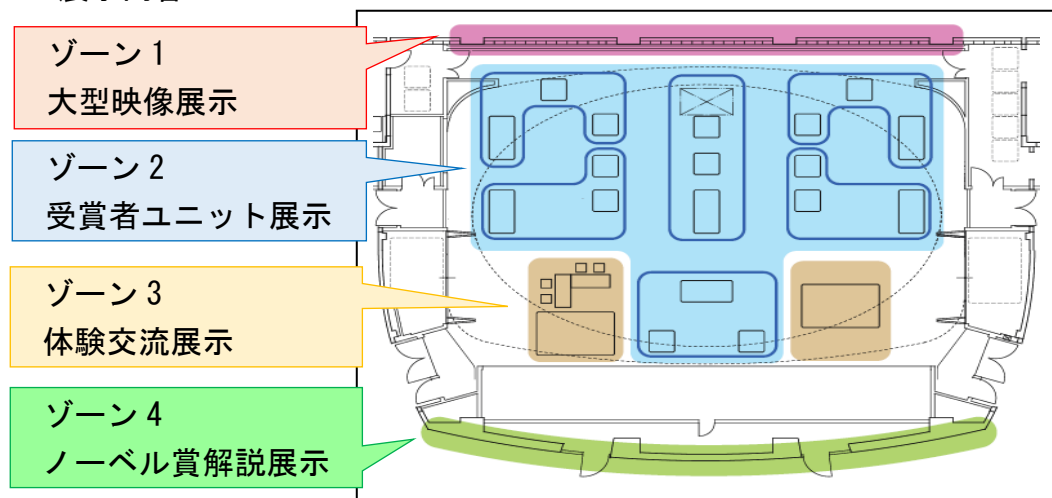 ゾーン１
大型映像展示
ゾーン２
受賞者ユニット展示
ゾーン３
体験交流展示
ゾーン４
ノーベル賞解説展示